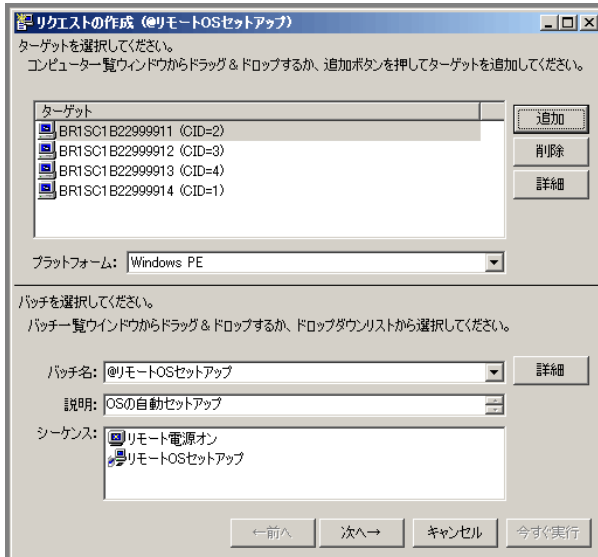 リクエストの作成 (@リモートOSセットアップ)
ターゲットを選択してください。
コンピュータ一覧ウィンドウからドラッグ&ドロップするか、追加ボタンを押してターゲットを追加してください。
ターゲット
BR1SC1B22999911 (CID=2)
BR1SC1B22999912 (CID=3)
BR1SC1B22999913 (CID=4)
BR1SC1B22999914 (CID=1)
追加
削除
詳細
プラットフォーム: Windows PE
バッチを選択してください。
バッチ一覧ウインドウからドラッグ&ドロップするか、ドロップダウンリストから選択してください。
バッチ名: @リモートOSセットアップ 詳細
説明: OSの自動セットアップ
シーケンス: リモート電源オン
リモートOSセットアップ
←前へ 次へ→ キャンセル 今すぐ実行